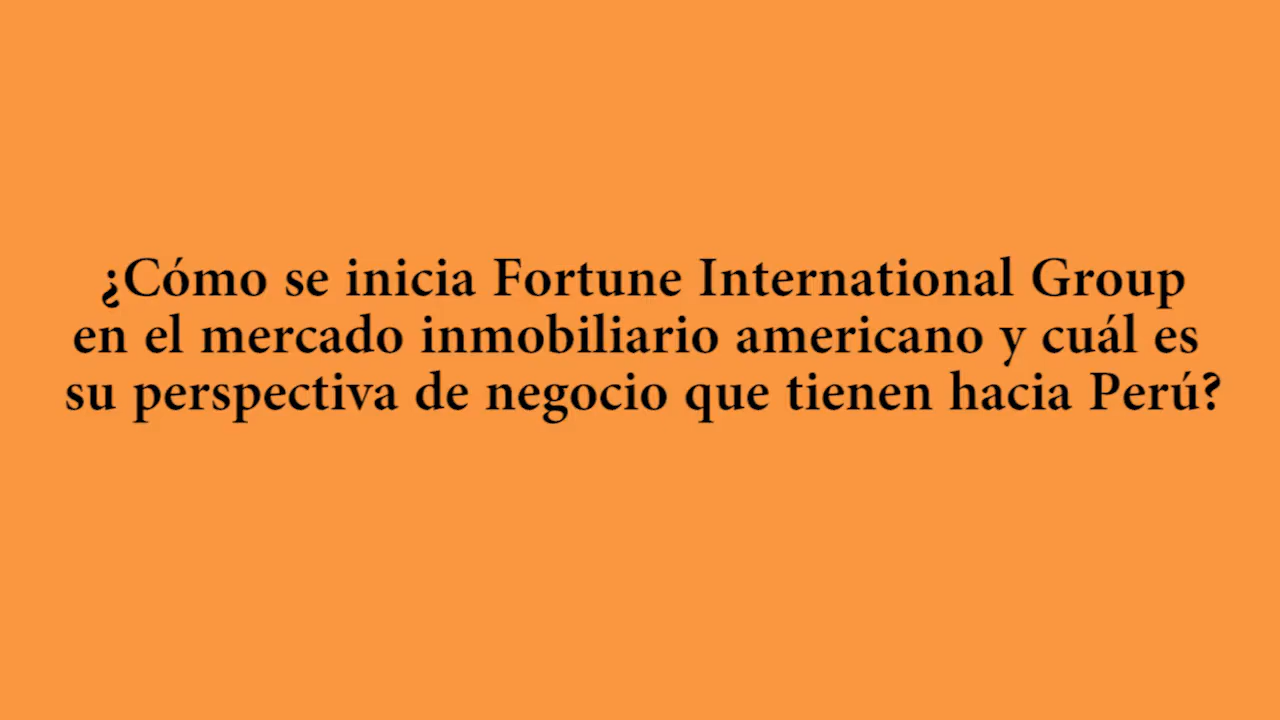 ¿Cómo se inicia Fortune International Group
en el mercado inmobiliario americano y cuál es
su perspectiva de negocio que tienen hacia Perú?